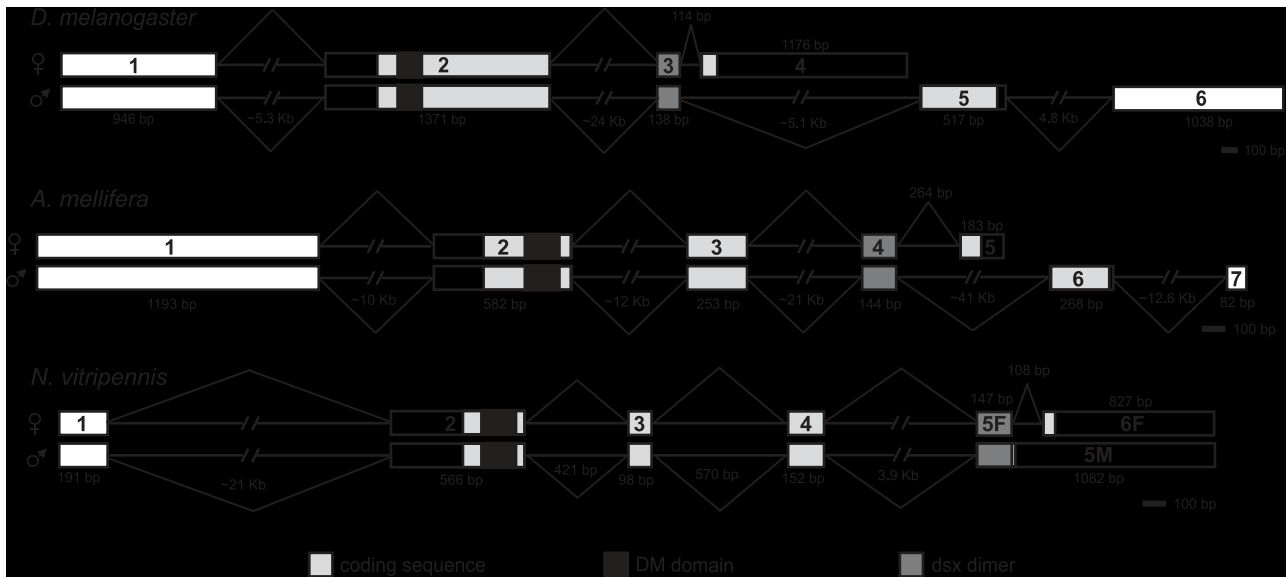 D. melanogaster
114 bp
1176 bp
♀ 1 // 2 // 3 4
♂ // // // 5 // 6
946 bp ~5.3 Kb 1371 bp ~24 Kb 138 bp ~5.1 Kb 517 bp 4.8 Kb 1038 bp
100 bp
A. mellifera
264 bp
183 bp
♀ 1 // 2 // 3 // 4 5
♂ // // // // 6 // 7
1193 bp ~10 Kb 582 bp ~12 Kb 253 bp ~21 Kb 144 bp ~41 Kb 268 bp ~12.6 Kb 82 bp
100 bp
N. vitripennis
108 bp
147 bp 827 bp
♀ 1 // 2 3 4 // 5F 6F
♂ // // 5M
191 bp ~21 Kb 566 bp 421 bp 98 bp 570 bp 152 bp 3.9 Kb 1082 bp
100 bp
coding sequence DM domain dsx dimer